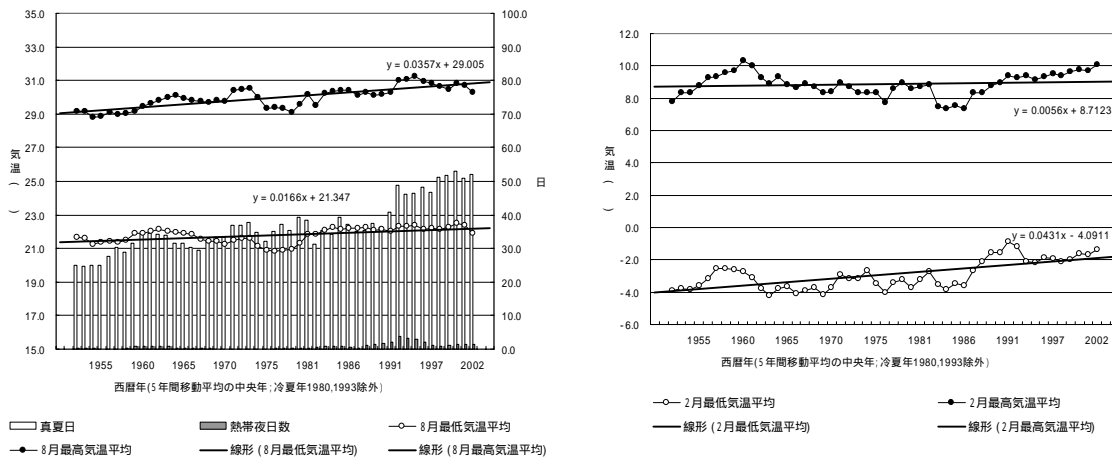 35.0
33.0
31.0
29.0
27.0
25.0
23.0
21.0
19.0
17.0
15.0
気温( )
100.0
90.0
80.0
70.0
60.0
50.0
40.0
30.0
20.0
10.0
0.0
日
y = 0.0357x + 29.005
y = 0.0166x + 21.347
1955 1960 1965 1970 1975 1981 1986 1991 1997 2002
西暦年(5年間移動平均の中央年;冷夏年1980,1993除外)
真夏日 熱帯夜日数 8月最低気温平均
8月最高気温平均 線形 (8月最低気温平均) 線形 (8月最高気温平均)
12.0
10.0
8.0
6.0
4.0
2.0
0.0
-2.0
-4.0
-6.0
気温( )
y = 0.0056x + 8.7123
y = 0.0431x - 4.0911
1955 1960 1965 1970 1975 1981 1986 1991 1997 2002
西暦年(5年間移動平均の中央年;冷夏年1980,1993除外)
2月最低気温平均 2月最高気温平均
線形 (2月最低気温平均) 線形 (2月最高気温平均)